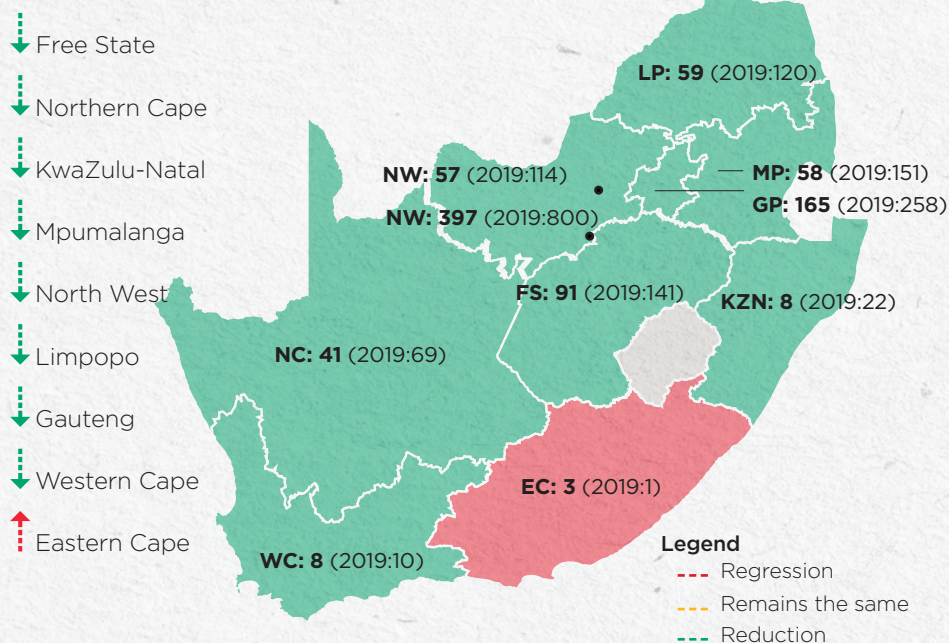 Free State
Northern Cape
KwaZulu-Natal
Mpumalanga
North West
Limpopo
Gauteng
Western Cape
Eastern Cape
LP: 59 (2019:120)
NW: 57 (2019:114)
MP: 58 (2019:151)
GP: 165 (2019:258)
NW: 397 (2019:800)
FS: 91 (2019:141)
KZN: 8 (2019:22)
NC: 41 (2019:69)
EC: 3 (2019:1)
WC: 8 (2019:10)
Legend
Regression
Remains the same
Reduction